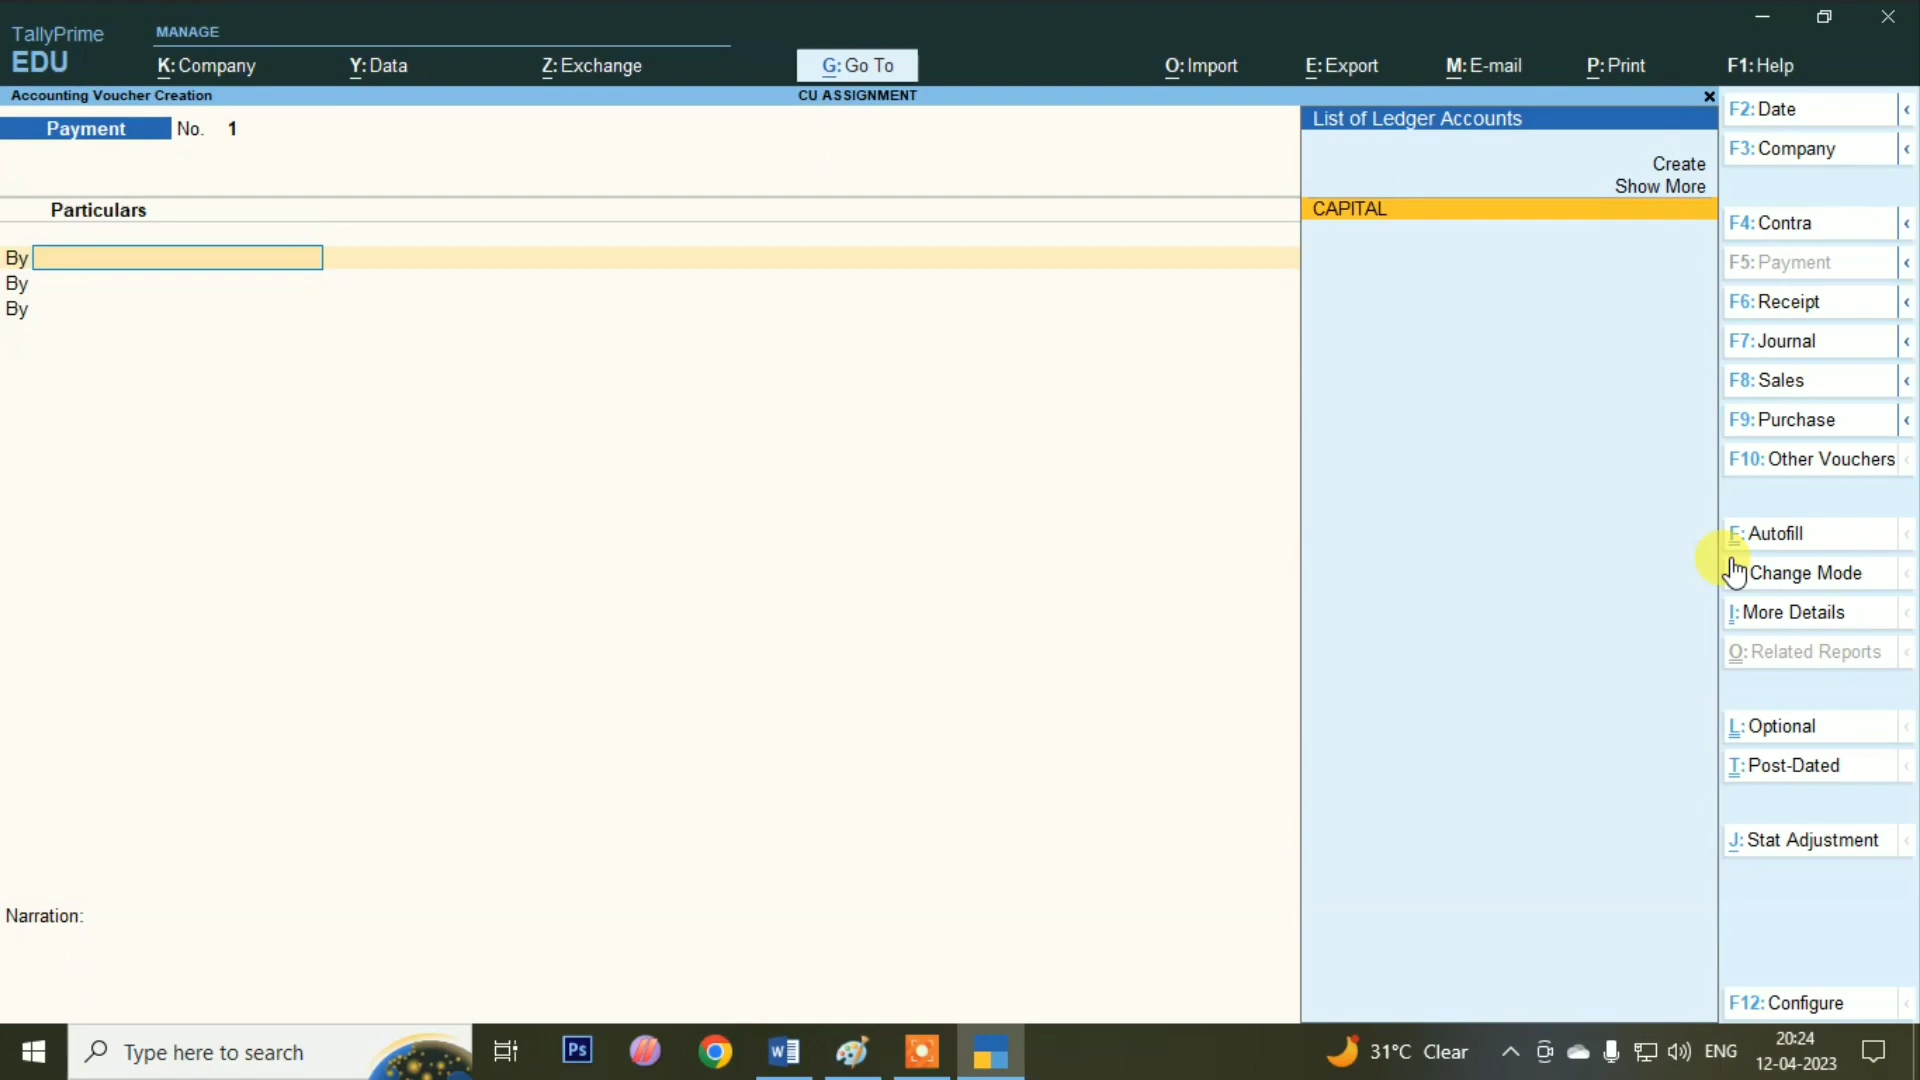 TallyPrime
EDU
MANAGE
K: Company
Y: Data
Z: Exchange
G: Go To
O: Import
E: Export
M: E-mail
P: Print
F1: Help
Accounting Voucher Creation
CU ASSIGNMENT
Payment No. 1
Particulars
By
By
By
Narration:
List of Ledger Accounts
Create
Show More
CAPITAL
F2: Date
F3: Company
F4: Contra
F5: Payment
F6: Receipt
F7: Journal
F8: Sales
F9: Purchase
F10: Other Vouchers
F: Autofill
Change Mode
I: More Details
O: Related Reports
L: Optional
T: Post-Dated
J: Stat Adjustment
F12: Configure
Type here to search
Ps
W
31°C Clear
ENG
20:24
12-04-2023